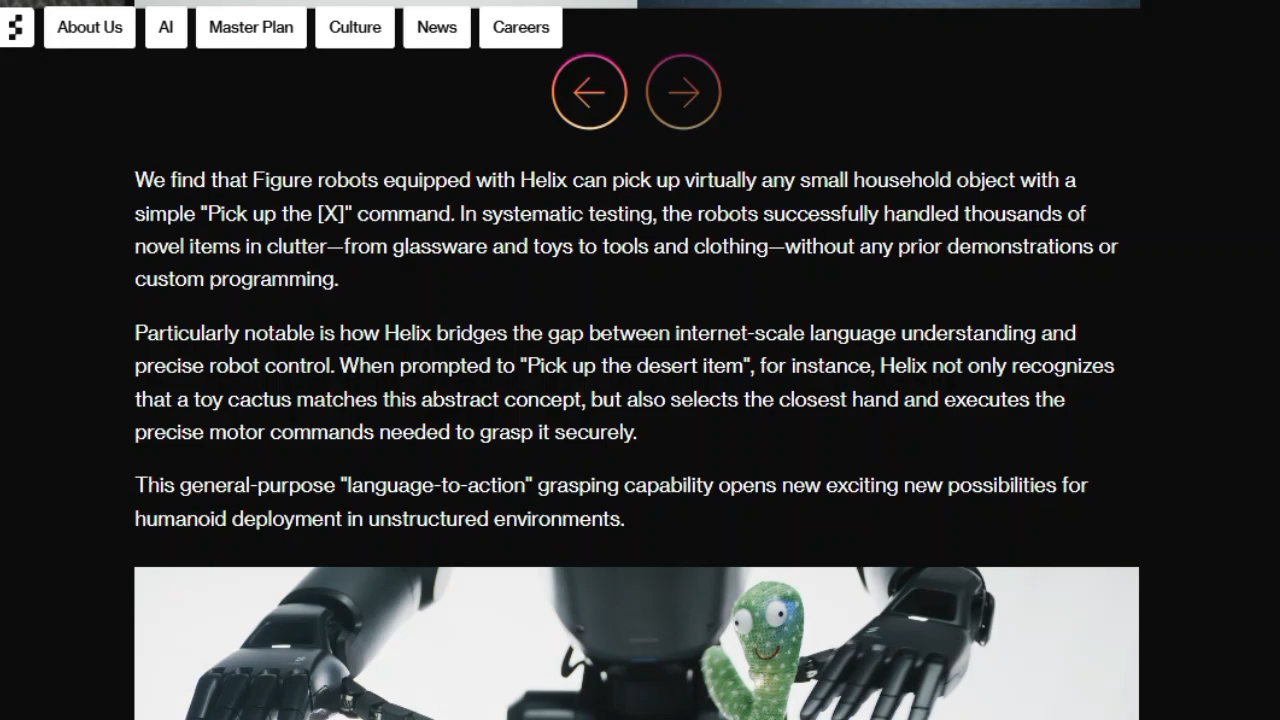 About Us
AI
Master Plan
Culture
News
Careers
We find that Figure robots equipped with Helix can pick up virtually any small household object with a
simple "Pick up the [X]" command. In systematic testing, the robots successfully handled thousands of
novel items in clutter—from glassware and toys to tools and clothing—without any prior demonstrations or
custom programming.
Particularly notable is how Helix bridges the gap between internet-scale language understanding and
precise robot control. When prompted to "Pick up the desert item", for instance, Helix not only recognizes
that a toy cactus matches this abstract concept, but also selects the closest hand and executes the
precise motor commands needed to grasp it securely.
This general-purpose "language-to-action" grasping capability opens new exciting new possibilities for
humanoid deployment in unstructured environments.